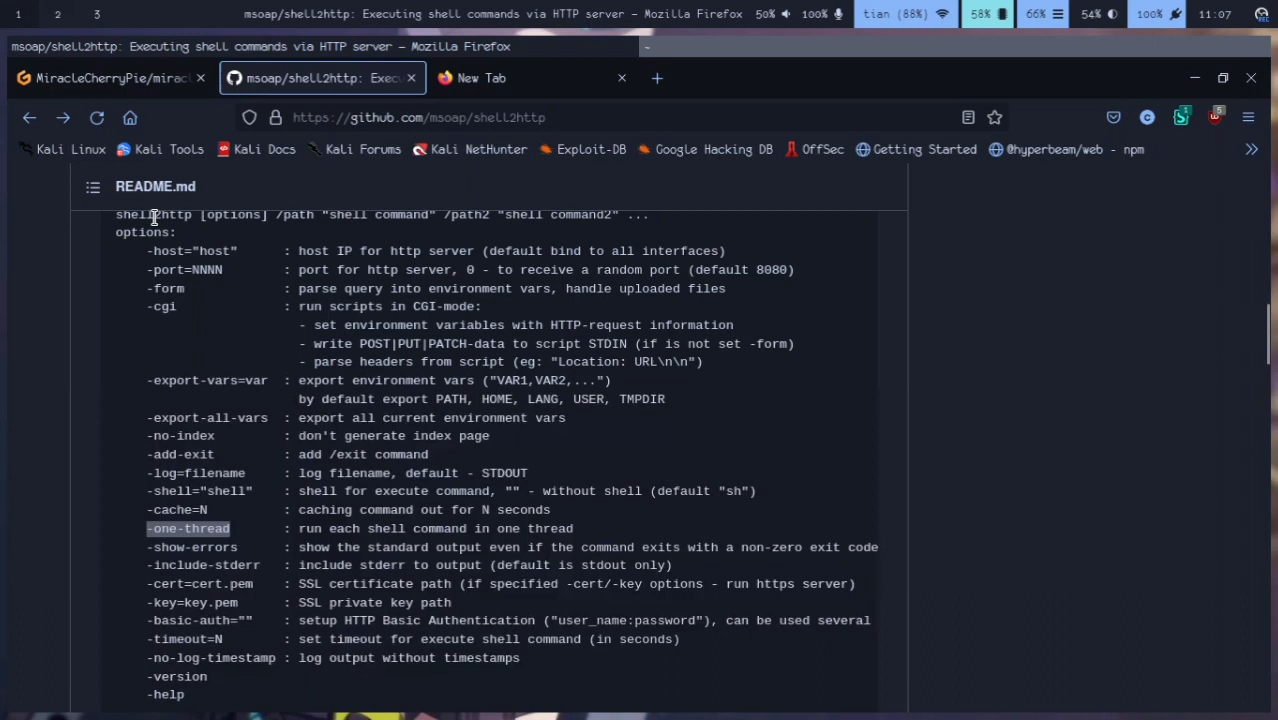 1 2 3 msoap/shell2http: Executing shell commands via HTTP server — Mozilla Firefox 50% 100% tian (88%) 58% 66% 54% 100% 11:07 REC
msoap/shell2http: Executing shell commands via HTTP server — Mozilla Firefox ~
MiracleCherryPie/mirac msoap/shell2http: Exec New Tab
https://github.com/msoap/shell2http 1 5
Kali Linux Kali Tools Kali Docs Kali Forums Kali NetHunter Exploit-DB Google Hacking DB OffSec Getting Started @hyperbeam/web - npm
README.md
shell2http [options] /path "shell command" /path2 "shell command2" ...
options:
-host="host" : host IP for http server (default bind to all interfaces)
-port=NNNN : port for http server, 0 - to receive a random port (default 8080)
-form : parse query into environment vars, handle uploaded files
-cgi : run scripts in CGI-mode:
- set environment variables with HTTP-request information
- write POST|PUT|PATCH-data to script STDIN (if is not set -form)
- parse headers from script (eg: "Location: URL\n\n")
-export-vars=var : export environment vars ("VAR1,VAR2,...")
by default export PATH, HOME, LANG, USER, TMPDIR
-export-all-vars : export all current environment vars
-no-index : don't generate index page
-add-exit : add /exit command
-log=filename : log filename, default - STDOUT
-shell="shell" : shell for execute command, "" - without shell (default "sh")
-cache=N : caching command out for N seconds
-one-thread : run each shell command in one thread
-show-errors : show the standard output even if the command exits with a non-zero exit code
-include-stderr : include stderr to output (default is stdout only)
-cert=cert.pem : SSL certificate path (if specified -cert/-key options - run https server)
-key=key.pem : SSL private key path
-basic-auth="" : setup HTTP Basic Authentication ("user_name:password"), can be used several
-timeout=N : set timeout for execute shell command (in seconds)
-no-log-timestamp : log output without timestamps
-version
-help